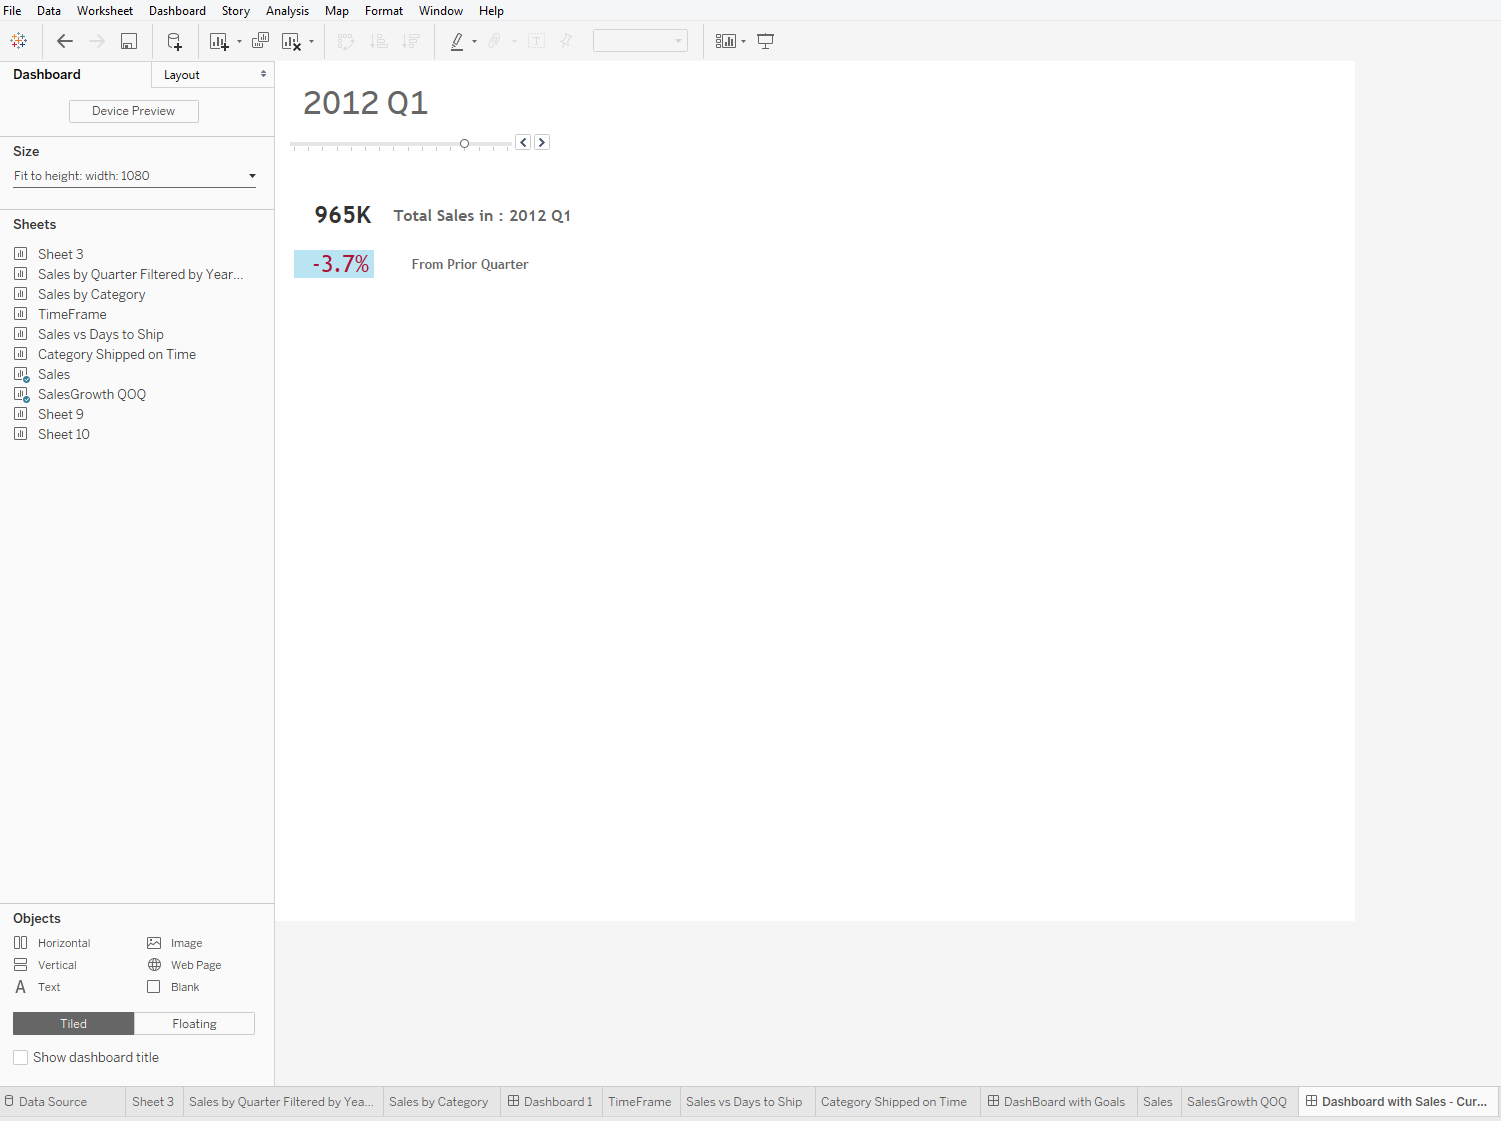 File Data Worksheet Dashboard Story Analysis Map Format Window Help
Dashboard Layout
Device Preview
Size
Fit to height: width: 1080
Sheets
Sheet 3
Sales by Quarter Filtered by Year...
Sales by Category
TimeFrame
Sales vs Days to Ship
Category Shipped on Time
Sales
SalesGrowth QOQ
Sheet 9
Sheet 10
2012 Q1
965K Total Sales in : 2012 Q1
-3.7% From Prior Quarter
Objects
Horizontal Image
Vertical Web Page
Text Blank
Tiled Floating
Show dashboard title
Data Source Sheet 3 Sales by Quarter Filtered by Yea... Sales by Category Dashboard 1 TimeFrame Sales vs Days to Ship Category Shipped on Time DashBoard with Goals Sales SalesGrowth QOQ Dashboard with Sales - Cur...